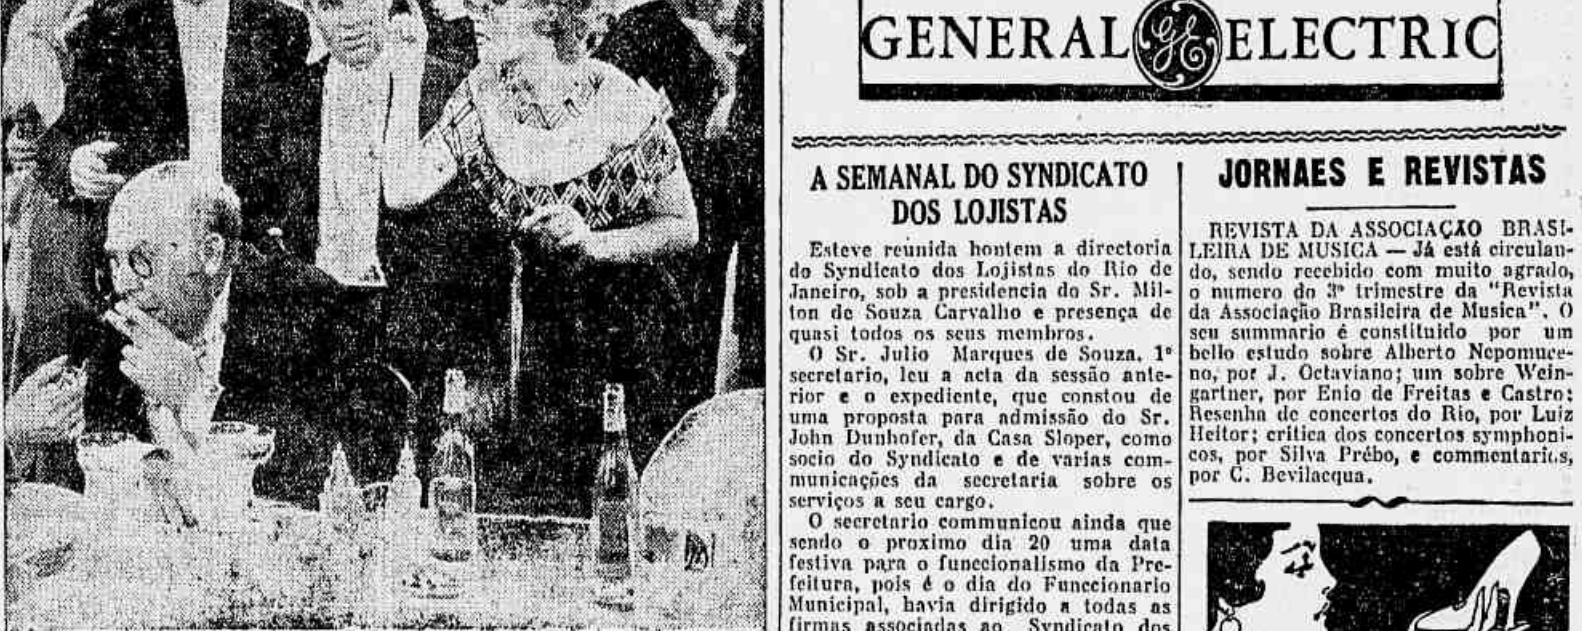 GENERAL GE ELECTRIC
A SEMANAL DO SYNDICATO
DOS LOJISTAS
Esteve reunida hontem a directoria
do Syndicato dos Lojistas do Rio de
Janeiro, sob a presidencia do Sr. Mil-
ton de Souza Carvalho e presença de
quasi todos os seus membros.
O Sr. Julio Marques de Souza, 1º
secretario, leu a acta da sessão ante-
rior e o expediente, que constou de
uma proposta para admissão do Sr.
John Dunhofer, da Casa Sloper, como
socio do Syndicato e de varias com-
municações da secretaria sobre os
serviços a seu cargo.
O secretario communicou ainda que
sendo o proximo dia 20 uma data
festiva para o funccionalismo da Pre-
feitura, pois é o dia do Funccionario
Municipal, havia dirigido a todas as
firmas associadas ao Syndicato dos
JORNAES E REVISTAS
REVISTA DA ASSOCIAÇÃO BRASI-
LEIRA DE MUSICA — Já está circulan-
do, sendo recebido com muito agrado,
o numero do 3º trimestre da "Revista
da Associação Brasileira de Musica". O
seu summario é constituido por um
bello estudo sobre Alberto Nepomuce-
no, por J. Octaviano; um sobre Wein-
gartner, por Enio de Freitas e Castro;
Resenha de concertos do Rio, por Luiz
Heitor; critica dos concertos symphoni-
cos, por Silva Prébo, e commentarios,
por C. Bevilacqua.